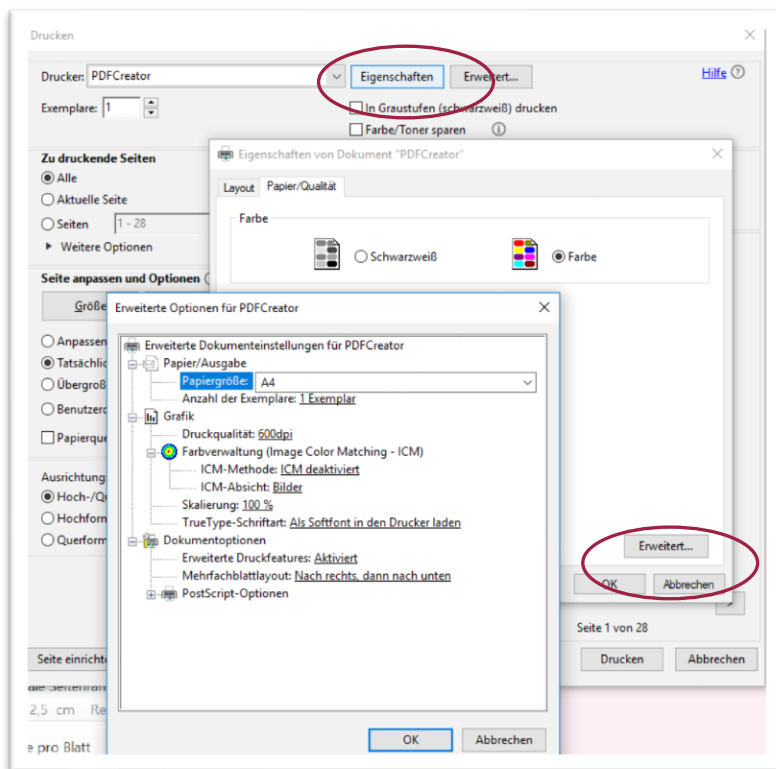 Drucken
Drucker: PDFCreator Eigenschaften Erweitert... Hilfe
Exemplare: 1 In Graustufen (schwarzweiß) drucken
Farbe/Toner sparen
Zu druckende Seiten
Alle
Aktuelle Seite
Seiten 1 - 28
Weitere Optionen
Seite anpassen und Optionen
Größe
Anpassen
Übergroß
Ausrichtung
Eigenschaften von Dokument "PDFCreator"
Layout Papier/Qualität
Farbe
Schwarzweiß Farbe
Erweitert...
OK Abbrechen
Erweiterte Optionen für PDFCreator
Erweiterte Dokumenteinstellungen für PDFCreator
Papier/Ausgabe
Papiergröße: A4
Anzahl der Exemplare: 1 Exemplar
Grafik
Druckqualität: 600dpi
Farbverwaltung (Image Color Matching - ICM)
ICM-Methode: ICM deaktiviert
ICM-Absicht: Bilder
Skalierung: 100 %
TrueType-Schriftart: Als Softfont in den Drucker laden
Dokumentoptionen
Erweiterte Druckfeatures: Aktiviert
Mehrfachblattlayout: Nach rechts, dann nach unten
PostScript-Optionen
OK Abbrechen
Seite 1 von 28
Seite einricht
Drucken Abbrechen
2,5 cm Re
e pro Blatt